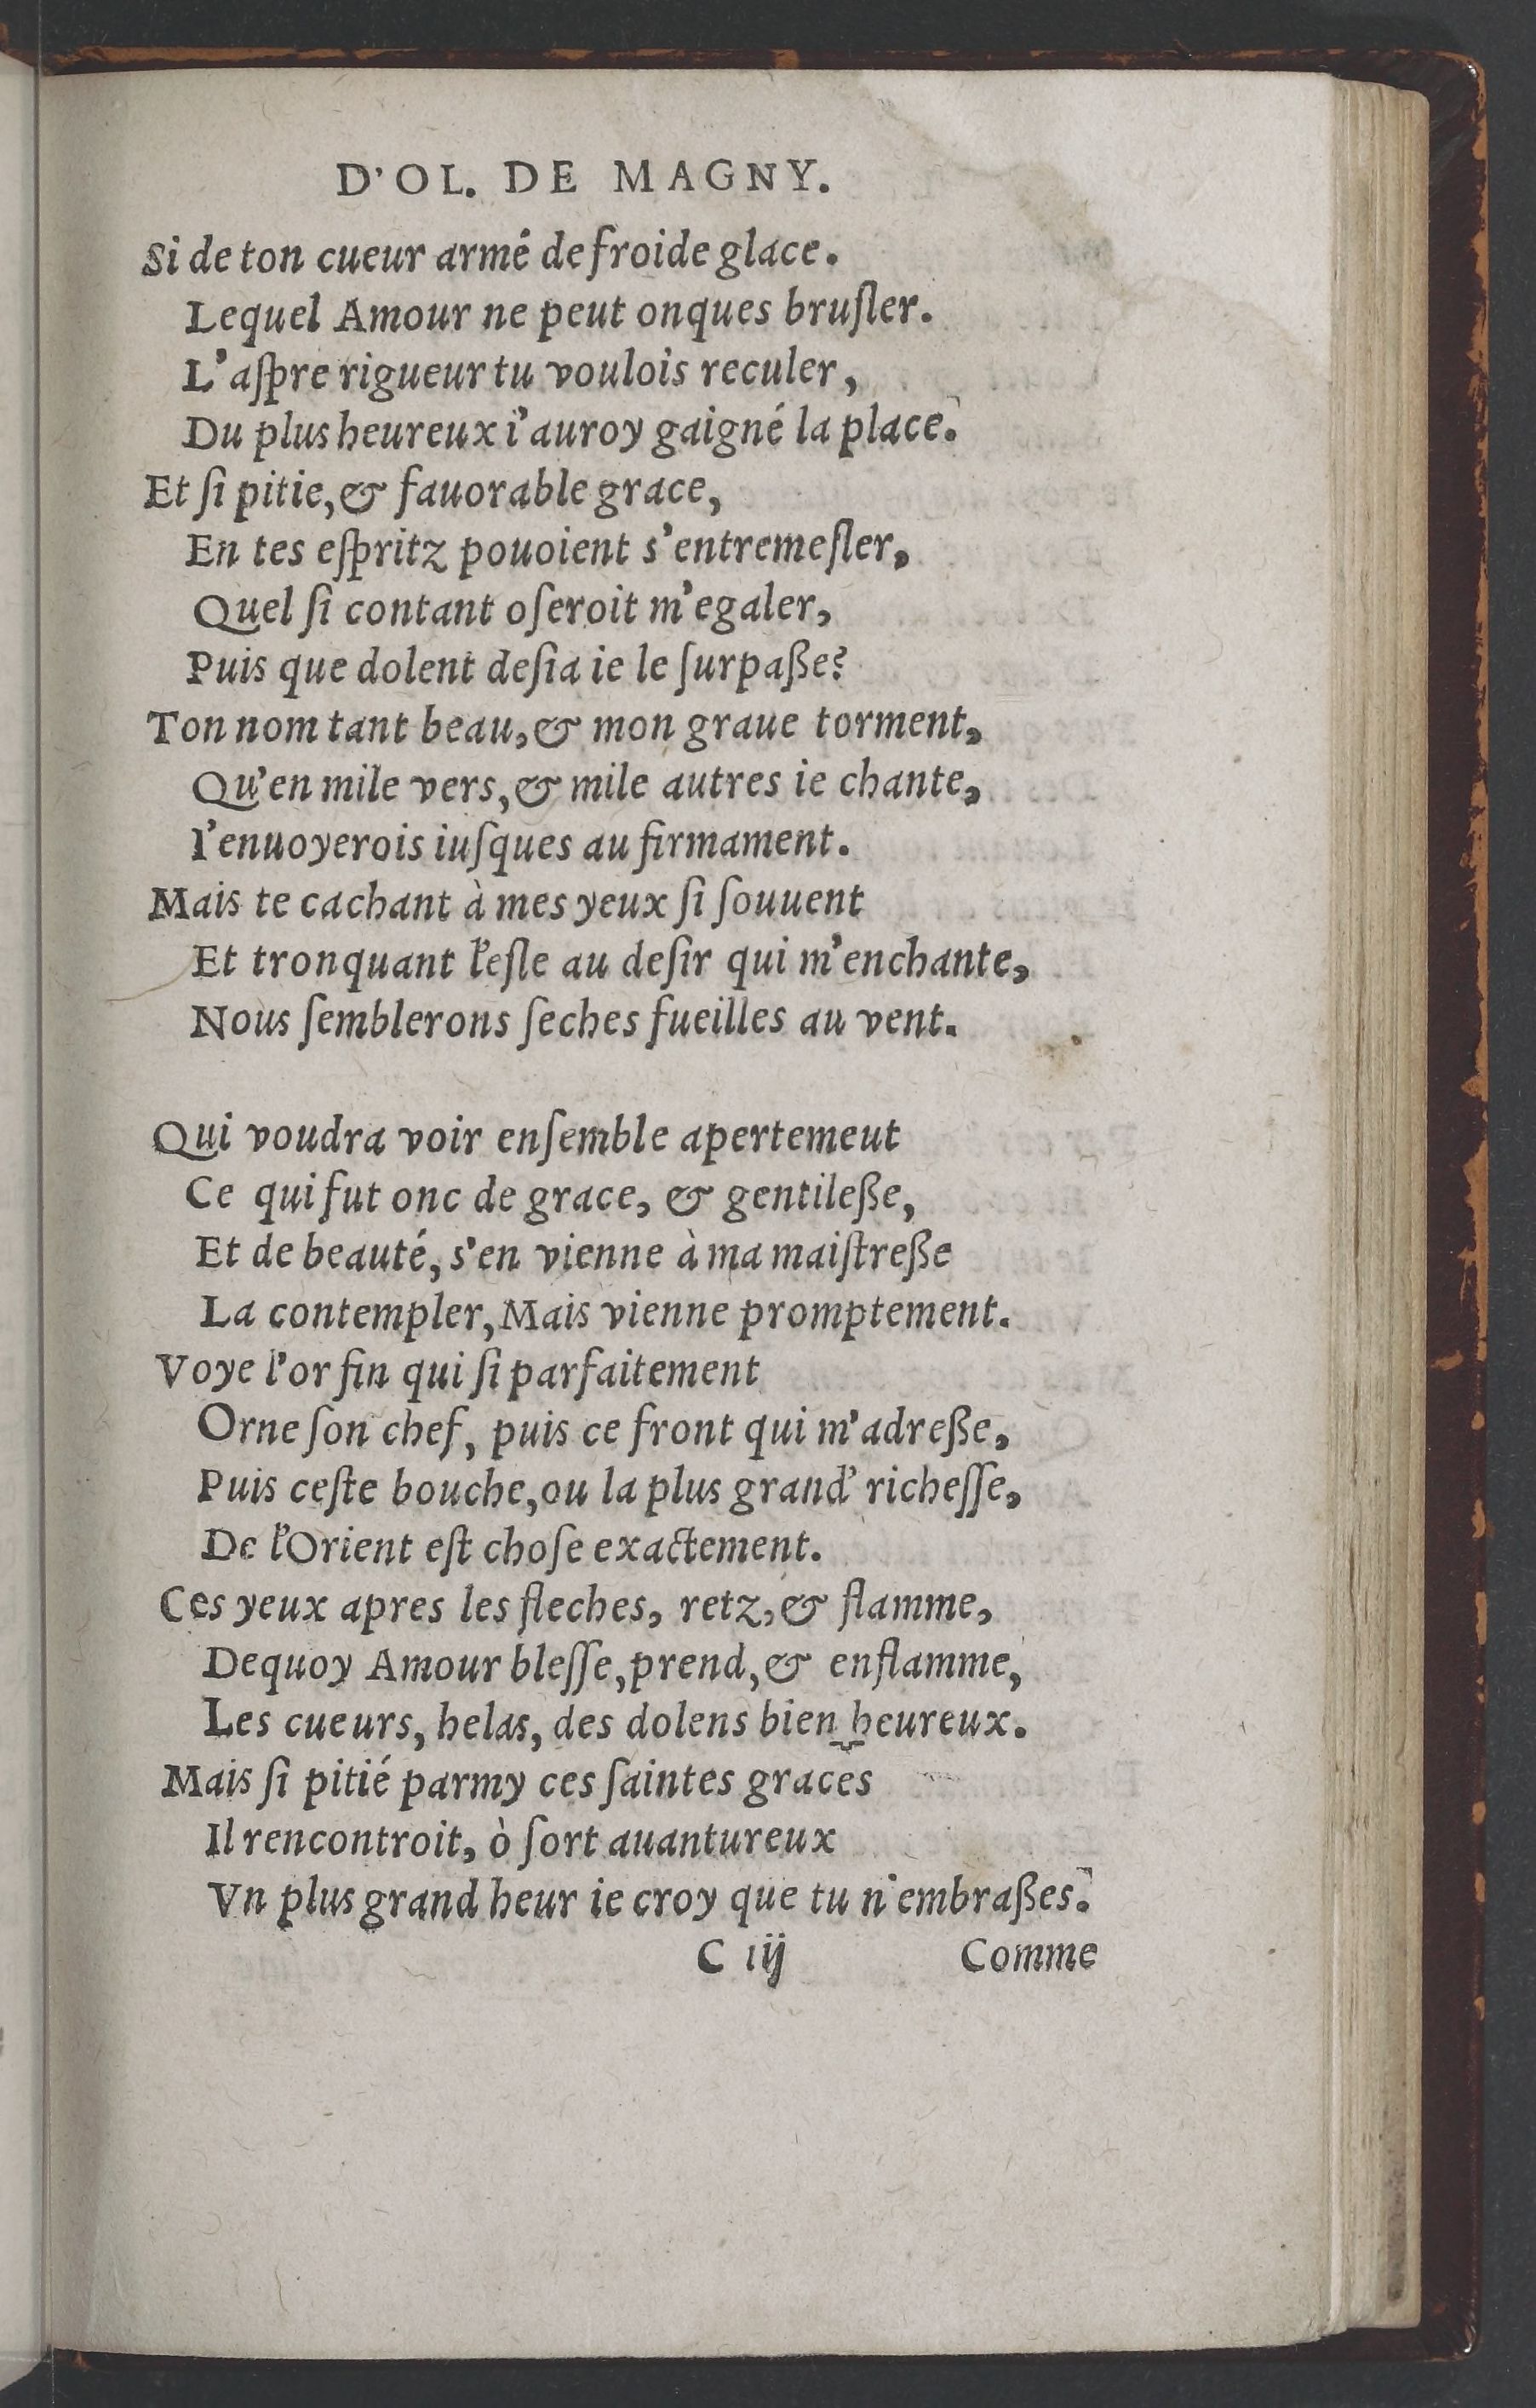 D'OL. DE MAGNY.
Si de ton cueur armé de froide glace.
Lequel Amour ne peut onques bruſler.
L'aſpre rigueur tu voulois reculer,
Du plus heureux i'auroy gaigné la place.
Et ſi pitie, & fauorable grace,
En tes eſpritz pouoient s'entremeſler,
Quel ſi contant oſeroit m'egaler,
Puis que dolent deſia ie le ſurpaße?
Ton nom tant beau, & mon graue torment,
Qu'en mile vers, & mile autres ie chante,
I'enuoyerois iuſques au firmament.
Mais te cachant à mes yeux ſi ſouuent
Et tronquant l'eſle au deſir qui m'enchante,
Nous ſemblerons ſeches fueilles au vent.
Qui voudra voir enſemble apertemeut
Ce qui fut onc de grace, & gentileße,
Et de beauté, s'en vienne à ma maiſtreße
La contempler, Mais vienne promptement.
Voye l'or fin qui ſi parfaitement
Orne ſon chef, puis ce front qui m'adreße,
Puis ceſte bouche, ou la plus grand' richeſſe,
De l'Orient eſt choſe exactement.
Ces yeux apres les fleches, retz, & flamme,
Dequoy Amour bleſſe, prend, & enflamme,
Les cueurs, helas, des dolens bien heureux.
Mais ſi pitié parmy ces ſaintes graces
Il rencontroit, ò ſort auantureux
Vn plus grand heur ie croy que tu n'embraßes.
C iij Comme